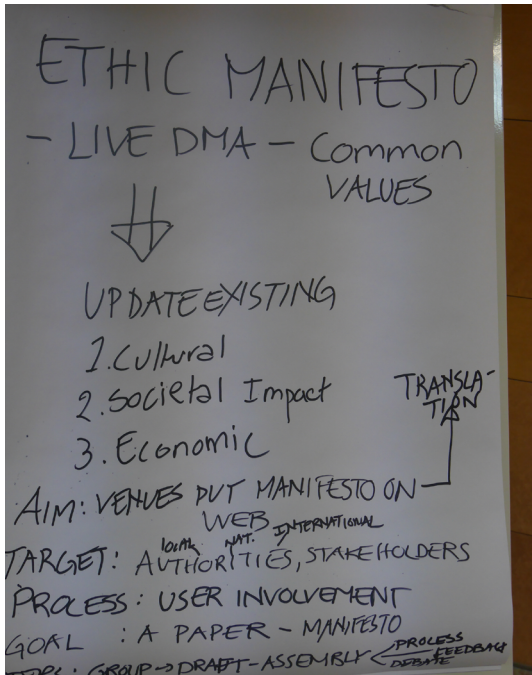 ETHIC MANIFESTO
- LIVE DMA - Common
VALUES
UPDATE EXISTING
1. Cultural
2. Societal Impact
3. Economic
TRANSLA-
TION
AIM: VENUES PUT MANIFESTO ON
WEB
local NAT. INTERNATIONAL
TARGET: AUTHORITIES, STAKEHOLDERS
PROCESS: USER INVOLVEMENT
GOAL : A PAPER - MANIFESTO
: GROUP → DRAFT - ASSEMBLY
PROCESS
FEEDBACK
DEBATE